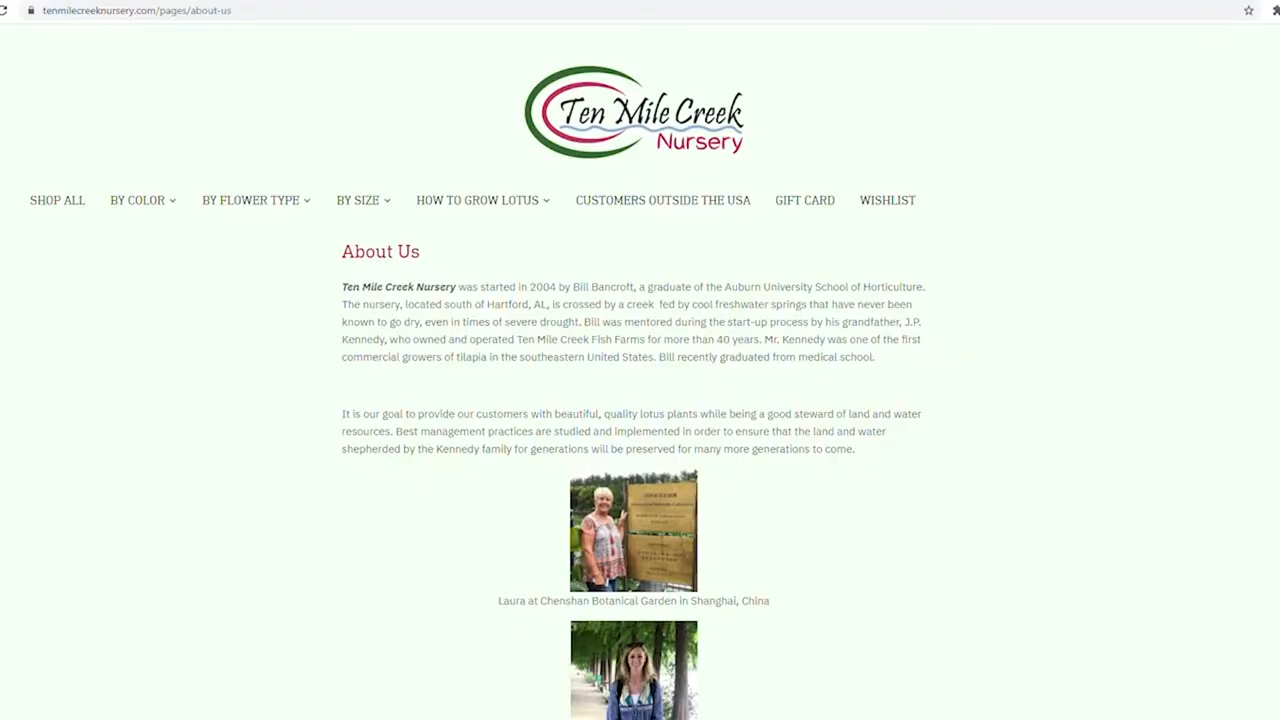 tenmilecreeknursery.com/pages/about-us
Ten Mile Creek
Nursery
SHOP ALL BY COLOR BY FLOWER TYPE BY SIZE HOW TO GROW LOTUS CUSTOMERS OUTSIDE THE USA GIFT CARD WISHLIST
About Us
Ten Mile Creek Nursery was started in 2004 by Bill Bancroft, a graduate of the Auburn University School of Horticulture.
The nursery, located south of Hartford, AL, is crossed by a creek fed by cool freshwater springs that have never been
known to go dry, even in times of severe drought. Bill was mentored during the start-up process by his grandfather, J.P.
Kennedy, who owned and operated Ten Mile Creek Fish Farms for more than 40 years. Mr. Kennedy was one of the first
commercial growers of tilapia in the southeastern United States. Bill recently graduated from medical school.
It is our goal to provide our customers with beautiful, quality lotus plants while being a good steward of land and water
resources. Best management practices are studied and implemented in order to ensure that the land and water
shepherded by the Kennedy family for generations will be preserved for many more generations to come.
Laura at Chenshan Botanical Garden in Shanghai, China